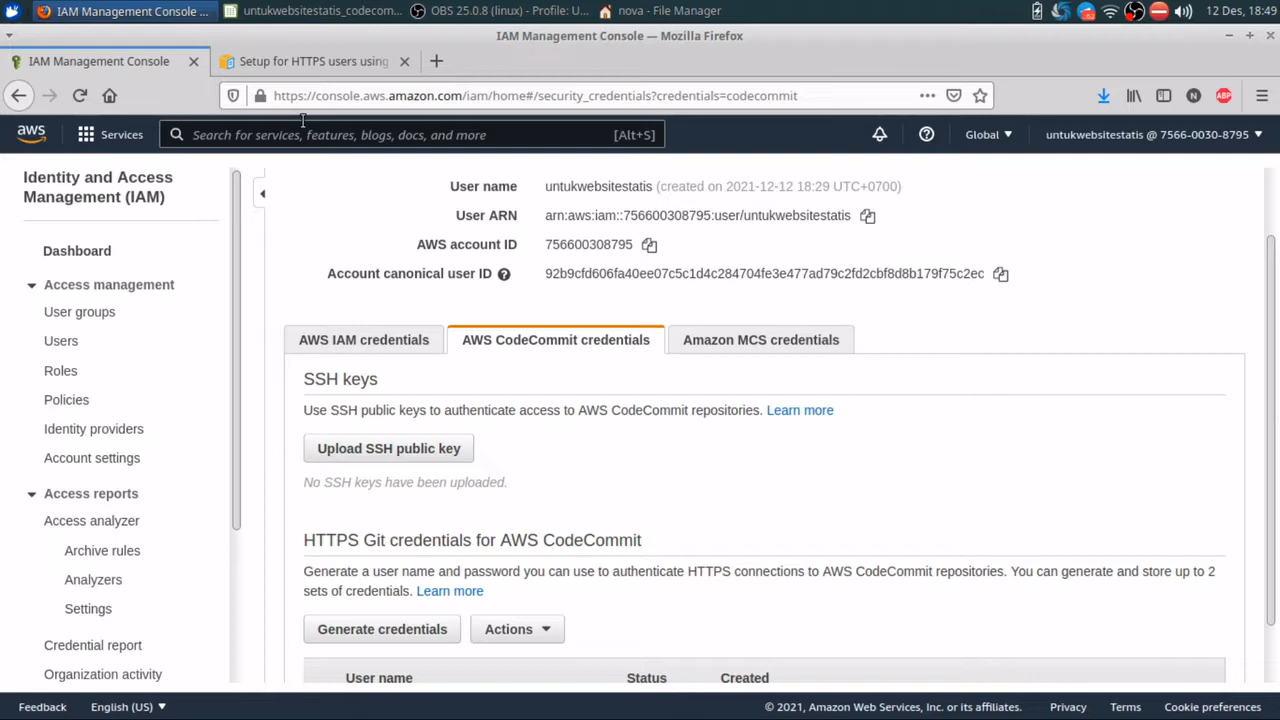 IAM Management Console ...
untukwebsitestatis_codecom...
OBS 25.0.8 (linux) - Profile: U...
nova - File Manager
12 Des, 18:49
IAM Management Console — Mozilla Firefox
IAM Management Console
Setup for HTTPS users using
https://console.aws.amazon.com/iam/home#/security_credentials?credentials=codecommit
N
ABP
aws
Services
Search for services, features, blogs, docs, and more
[Alt+S]
Global
untukwebsitestatis @ 7566-0030-8795
Identity and Access
Management (IAM)
Dashboard
Access management
User groups
Users
Roles
Policies
Identity providers
Account settings
Access reports
Access analyzer
Archive rules
Analyzers
Settings
Credential report
Organization activity
User name untukwebsitestatis (created on 2021-12-12 18:29 UTC+0700)
User ARN arn:aws:iam::756600308795:user/untukwebsitestatis
AWS account ID 756600308795
Account canonical user ID 92b9cfd606fa40ee07c5c1d4c284704fe3e477ad79c2fd2cbf8d8b179f75c2ec
AWS IAM credentials
AWS CodeCommit credentials
Amazon MCS credentials
SSH keys
Use SSH public keys to authenticate access to AWS CodeCommit repositories. Learn more
Upload SSH public key
No SSH keys have been uploaded.
HTTPS Git credentials for AWS CodeCommit
Generate a user name and password you can use to authenticate HTTPS connections to AWS CodeCommit repositories. You can generate and store up to 2
sets of credentials. Learn more
Generate credentials
Actions
User name Status Created
Feedback English (US) © 2021, Amazon Web Services, Inc. or its affiliates. Privacy Terms Cookie preferences